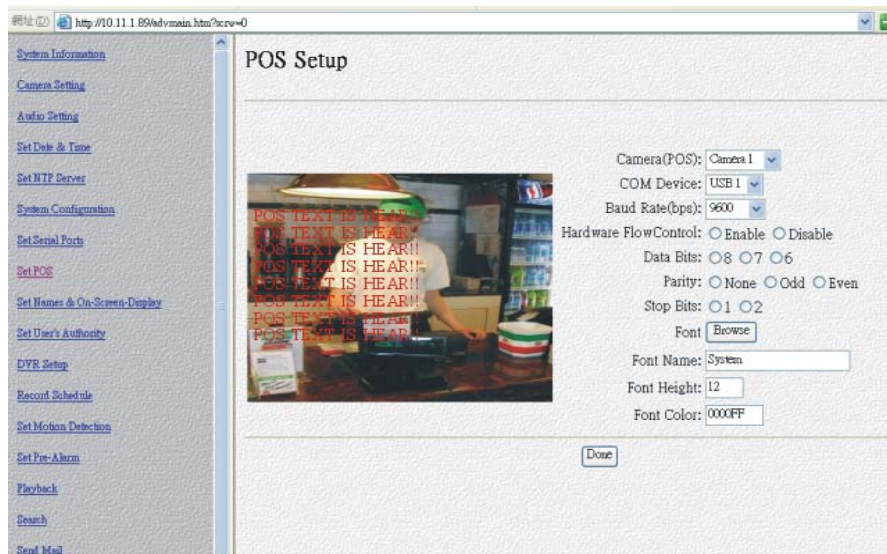 網址(D) http://10.11.1.89/advmain.htm?scrw=0
System Information
Camera Setting
Audio Setting
Set Date & Time
Set NTP Server
System Configuration
Set Serial Ports
Set POS
Set Names & On-Screen-Display
Set User's Authority
DVR Setup
Record Schedule
Set Motion Detection
Set Pre-Alarm
Playback
Search
Send Mail
POS Setup
POS TEXT IS HEAR!!
POS TEXT IS HEAR!!
POS TEXT IS HEAR!!
POS TEXT IS HEAR!!
POS TEXT IS HEAR!!
POS TEXT IS HEAR!!
POS TEXT IS HEAR!!
POS TEXT IS HEAR!!
Camera(POS): Camera 1
COM Device: USB 1
Baud Rate(bps): 9600
Hardware FlowControl: Enable Disable
Data Bits: 8 7 6
Parity: None Odd Even
Stop Bits: 1 2
Font Browse
Font Name: System
Font Height: 12
Font Color: 0000FF
Done